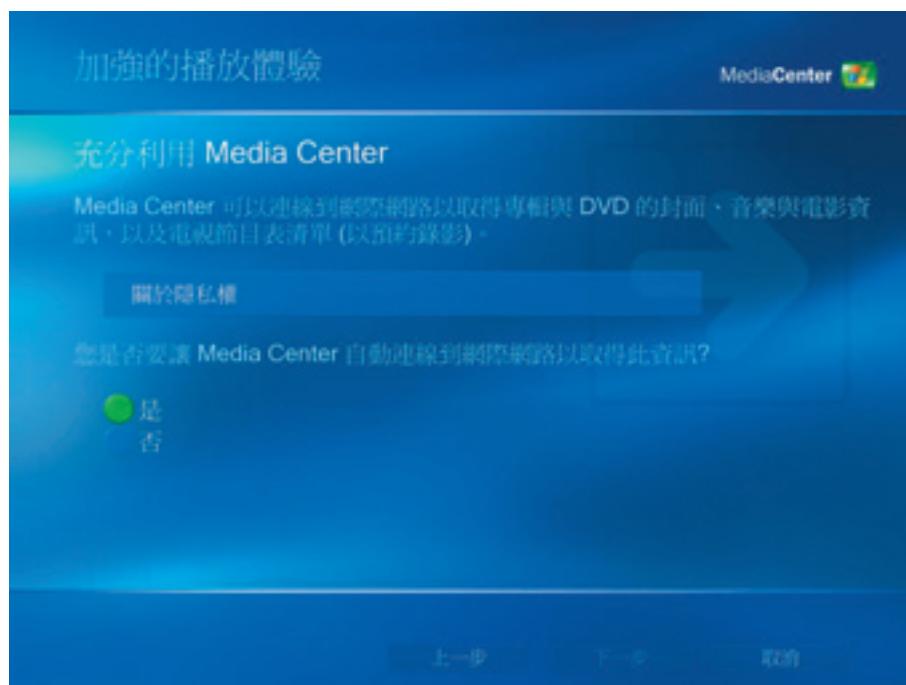 加強的播放體驗
MediaCenter
充分利用 Media Center
Media Center 可以連線到網際網路以取得專輯與 DVD 的封面、音樂與電影資
訊，以及電視節目表清單 (以預約錄影)。
關於隱私權
您是否要讓 Media Center 自動連線到網際網路以取得此資訊?
是
否
上一步
下一步
取消